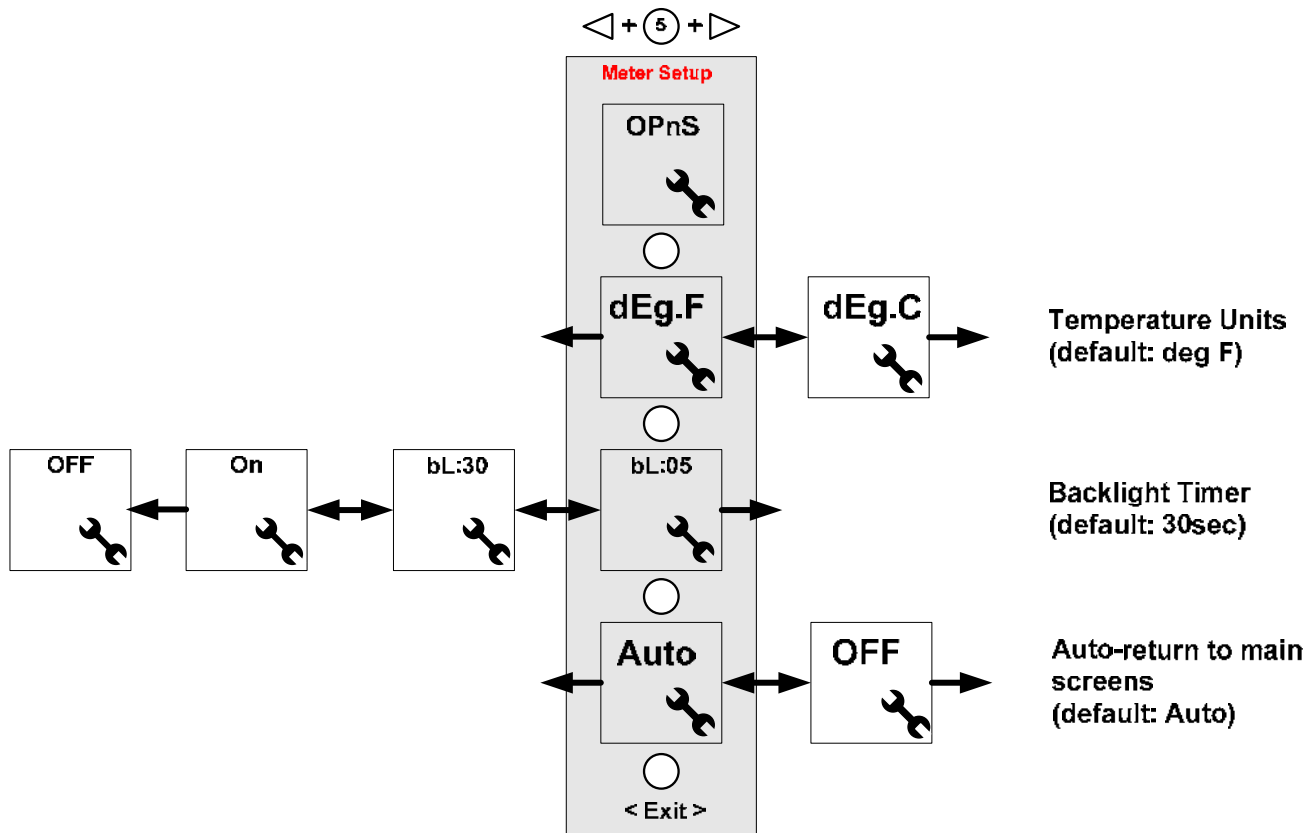 + 5 +
Meter Setup
OPnS
dEg.F
dEg.C
Temperature Units
(default: deg F)
OFF
On
bL:30
bL:05
Backlight Timer
(default: 30sec)
Auto
OFF
Auto-return to main
screens
(default: Auto)
< Exit >